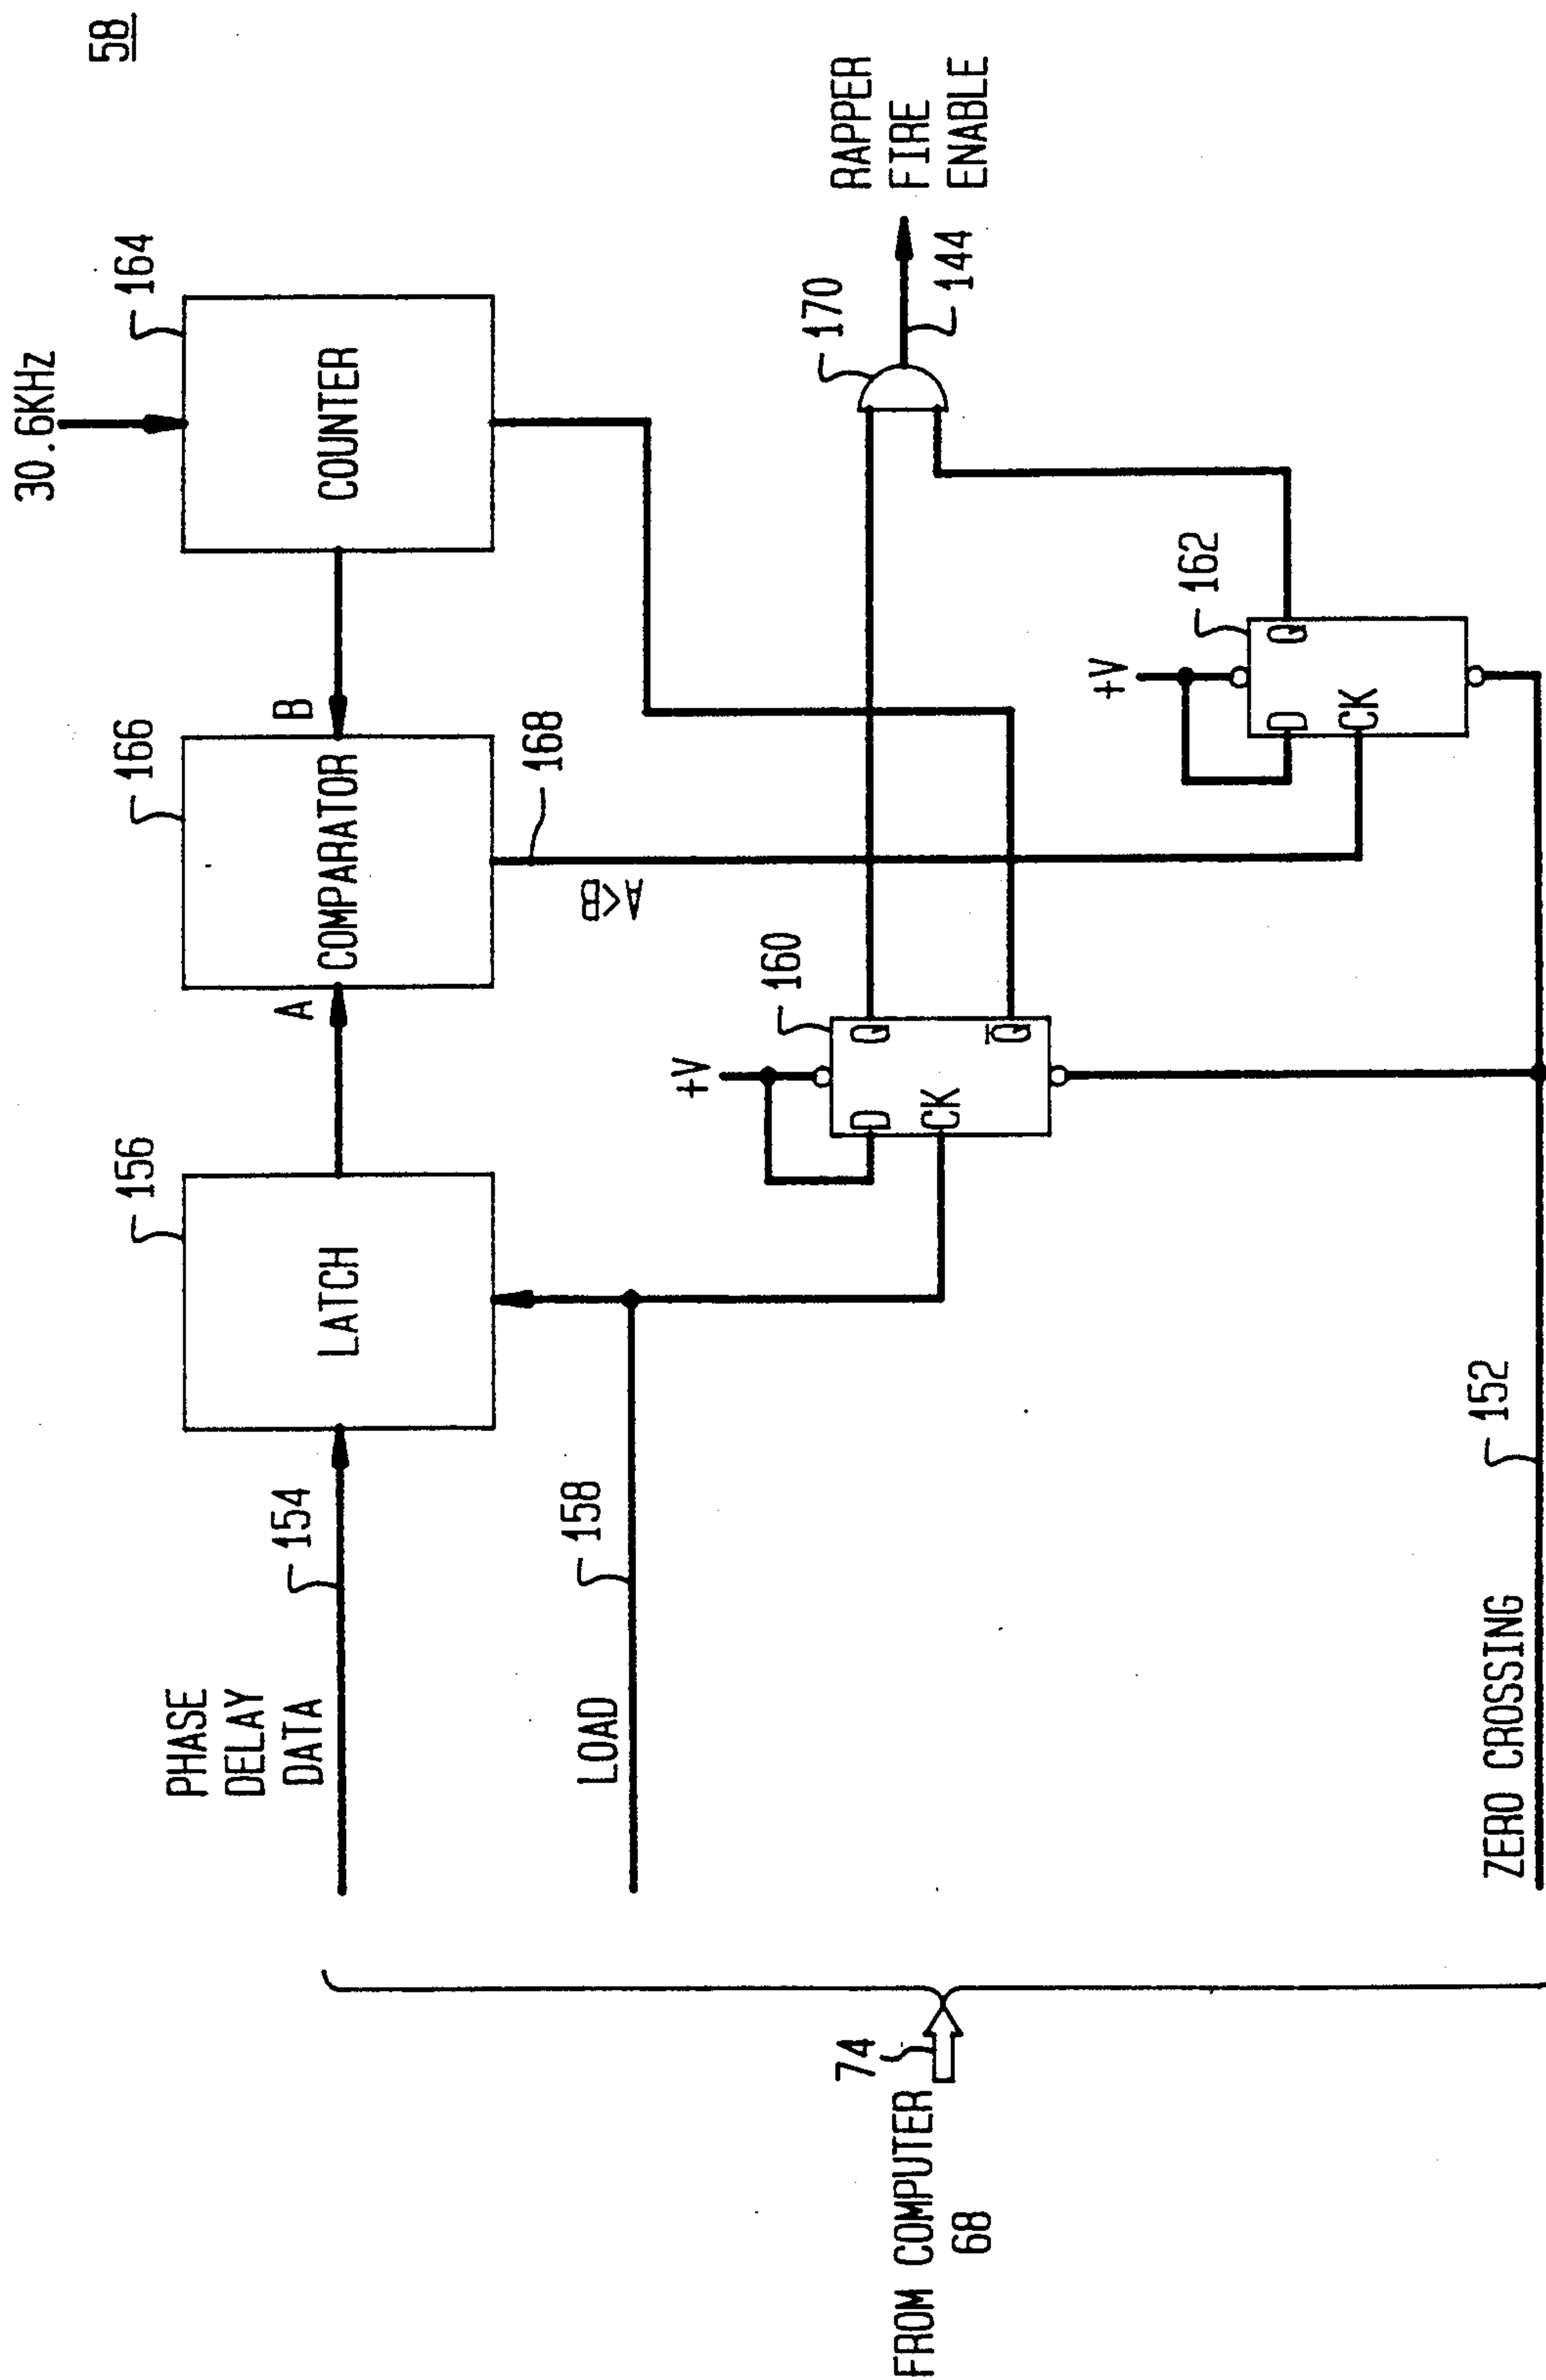 58
30.6KHz
164
COUNTER
166
B
COMPARATOR
A
156
LATCH
PHASE
DELAY
DATA
154
168
A<B
170
RAPPER
FIRE
ENABLE
144
LOAD
158
+V
160
D
Q
CK
Q̅
+V
162
D
Q
CK
74
FROM COMPUTER
68
ZERO CROSSING
152